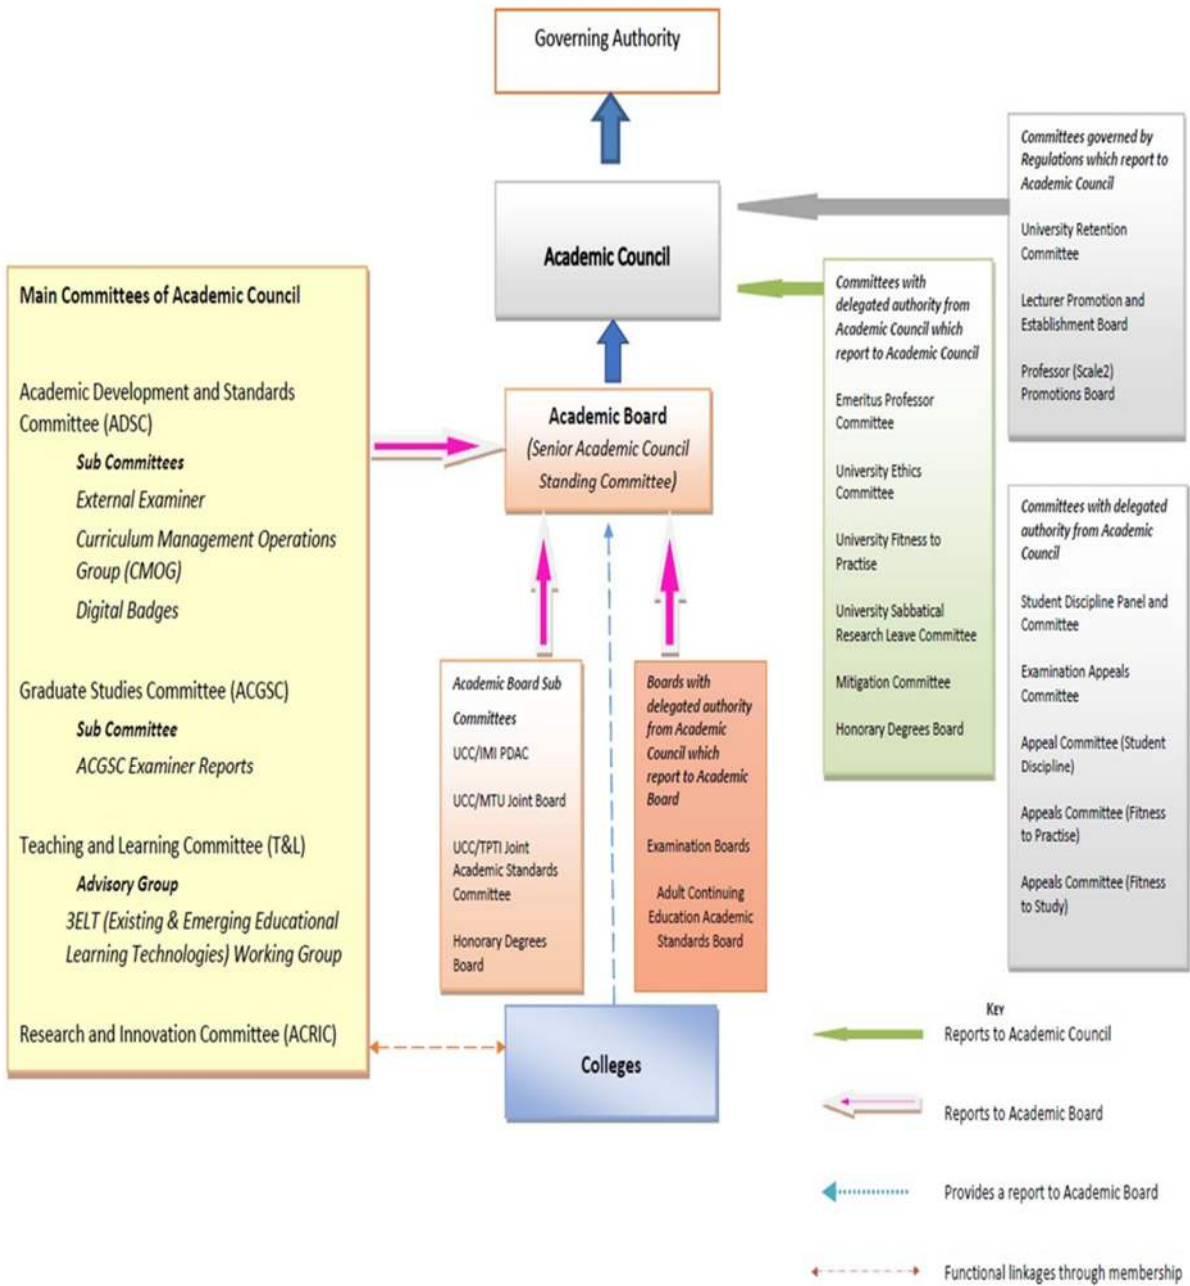 Governing Authority
Academic Council
Academic Board
(Senior Academic Council
Standing Committee)
Main Committees of Academic Council
Academic Development and Standards
Committee (ADSC)
Sub Committees
External Examiner
Curriculum Management Operations
Group (CMOG)
Digital Badges
Graduate Studies Committee (ACGSC)
Sub Committee
ACGSC Examiner Reports
Teaching and Learning Committee (T&L)
Advisory Group
3ELT (Existing & Emerging Educational
Learning Technologies) Working Group
Research and Innovation Committee (ACRIC)
Academic Board Sub
Committees
UCC/IMI PDAC
UCC/MTU Joint Board
UCC/TPTI Joint
Academic Standards
Committee
Honorary Degrees
Board
Boards with
delegated authority
from Academic
Council which
report to Academic
Board
Examination Boards
Adult Continuing
Education Academic
Standards Board
Colleges
Committees with
delegated authority from
Academic Council which
report to Academic Council
Emeritus Professor
Committee
University Ethics
Committee
University Fitness to
Practise
University Sabbatical
Research Leave Committee
Mitigation Committee
Honorary Degrees Board
Committees governed by
Regulations which report to
Academic Council
University Retention
Committee
Lecturer Promotion and
Establishment Board
Professor (Scale2)
Promotions Board
Committees with delegated
authority from Academic
Council
Student Discipline Panel and
Committee
Examination Appeals
Committee
Appeal Committee (Student
Discipline)
Appeals Committee (Fitness
to Practise)
Appeals Committee (Fitness
to Study)
KEY
Reports to Academic Council
Reports to Academic Board
Provides a report to Academic Board
Functional linkages through membership